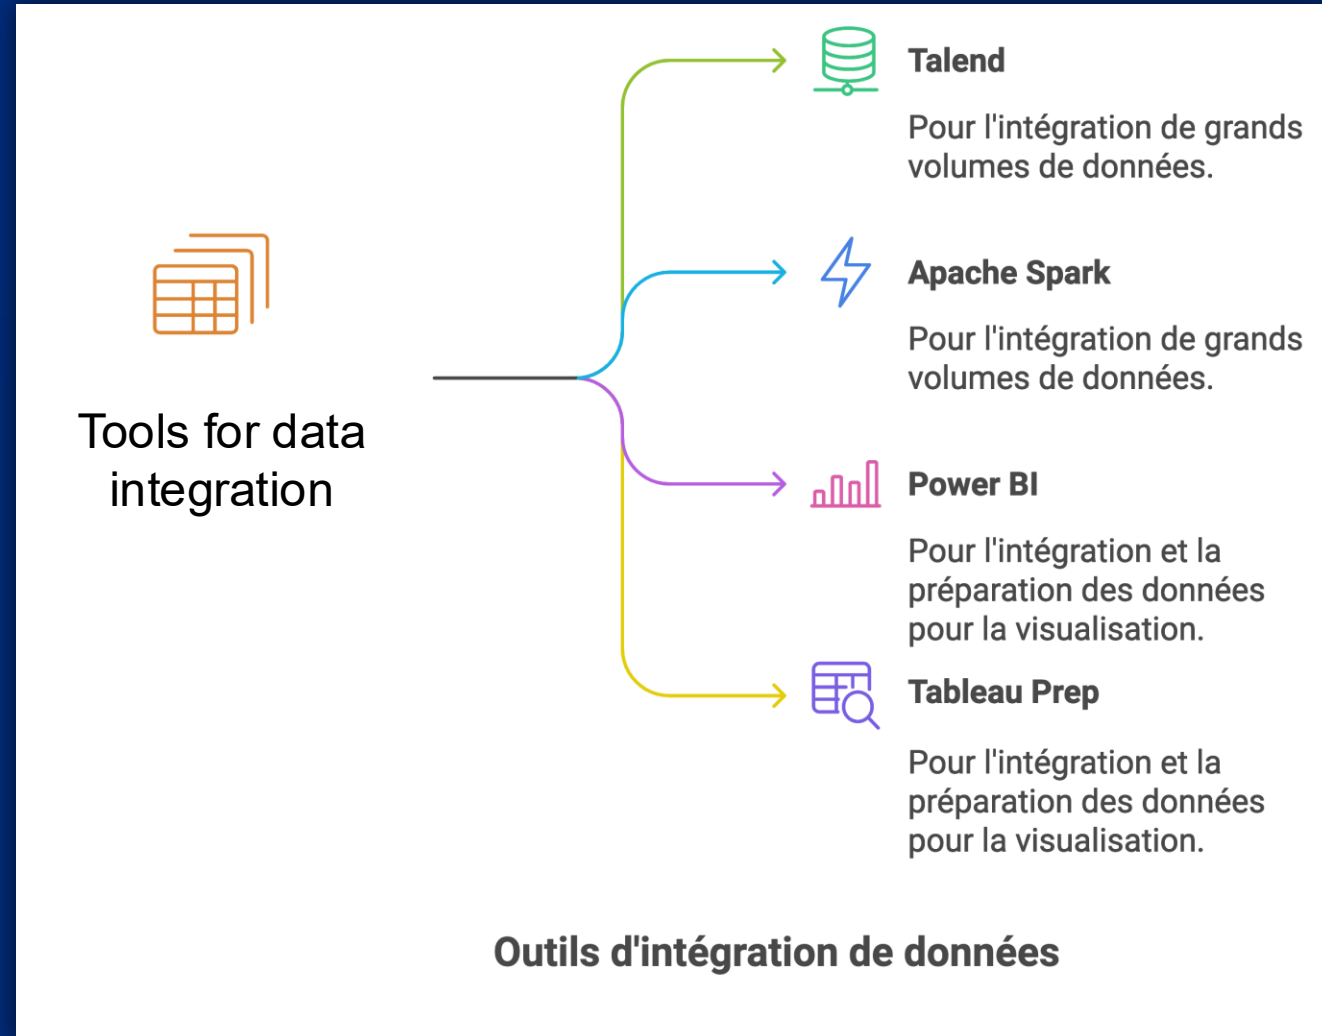 Tools for data
integration
Talend
Pour l'intégration de grands
volumes de données.
Apache Spark
Pour l'intégration de grands
volumes de données.
Power BI
Pour l'intégration et la
préparation des données
pour la visualisation.
Tableau Prep
Pour l'intégration et la
préparation des données
pour la visualisation.
Outils d'intégration de données